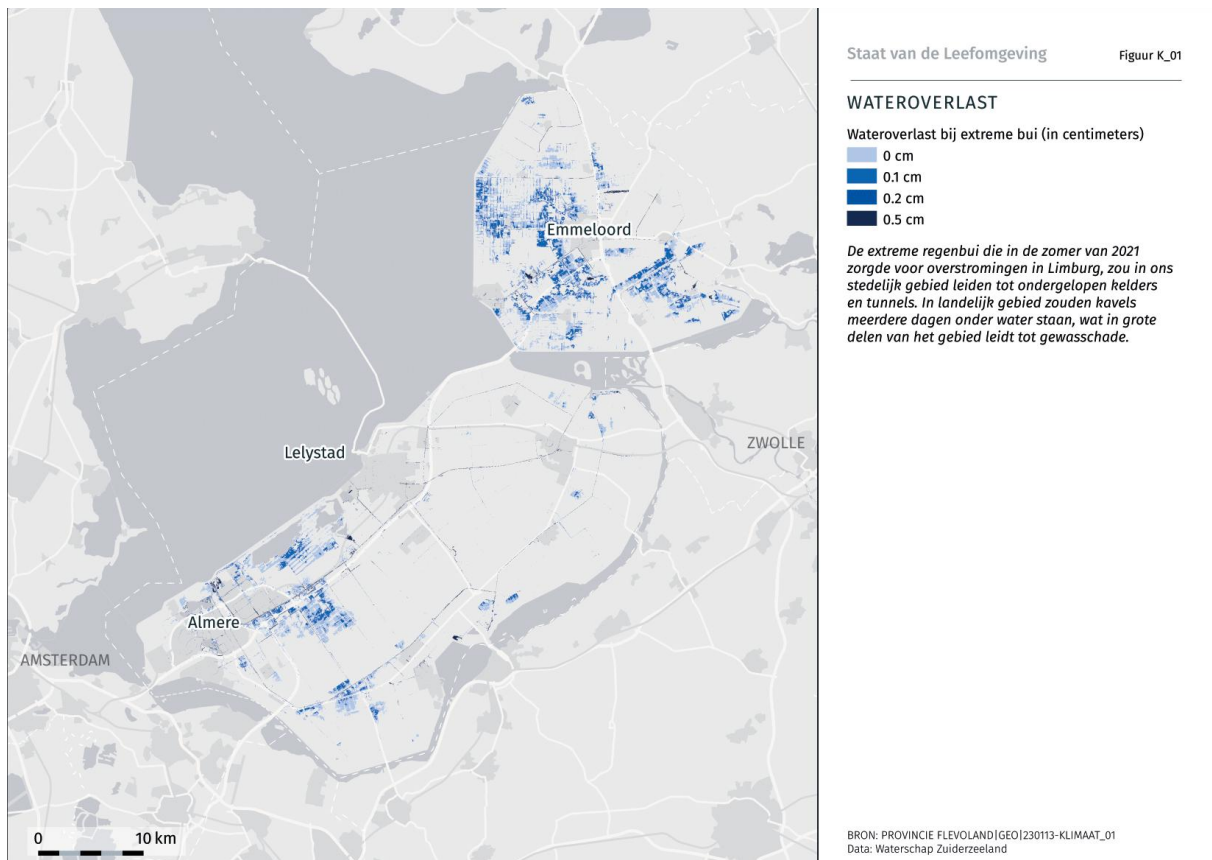 Staat van de Leefomgeving
Figuur K_01
WATEROVERLAST
Wateroverlast bij extreme bui (in centimeters)
0 cm
0.1 cm
0.2 cm
0.5 cm
De extreme regenbui die in de zomer van 2021
zorgde voor overstromingen in Limburg, zou in ons
stedelijk gebied leiden tot ondergelopen kelders
en tunnels. In landelijk gebied zouden kavels
meerdere dagen onder water staan, wat in grote
delen van het gebied leidt tot gewasschade.
Emmeloord
Lelystad
ZWOLLE
Almere
AMSTERDAM
0 10 km
BRON: PROVINCIE FLEVOLAND|GEO|230113-KLIMAAT_01
Data: Waterschap Zuiderzeeland